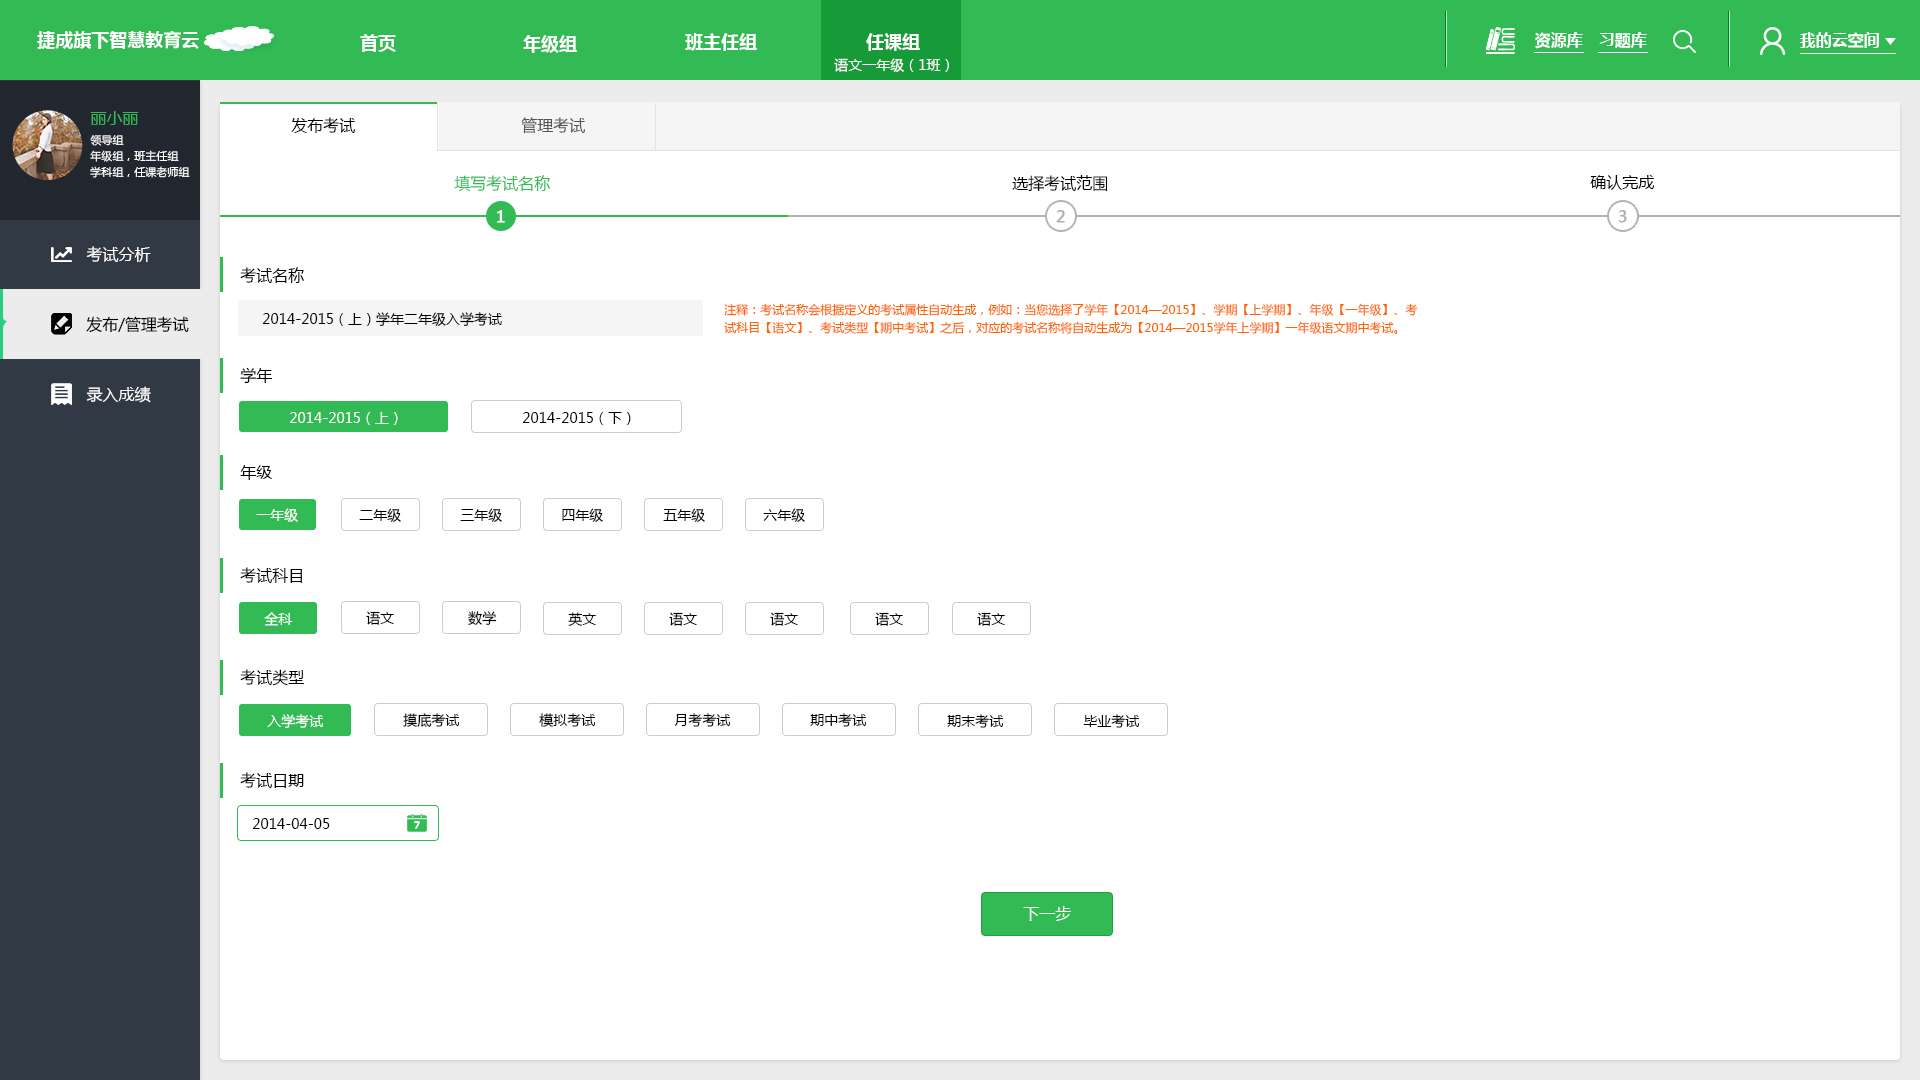 捷成旗下智慧教育云
首页
年级组
班主任组
任课组
语文一年级（1班）
资源库
习题库
我的云空间
丽小丽
领导组
年级组，班主任组
学科组，任课老师组
考试分析
发布/管理考试
录入成绩
发布考试
管理考试
填写考试名称
选择考试范围
确认完成
1
2
3
考试名称
2014-2015（上）学年二年级入学考试
注释：考试名称会根据定义的考试属性自动生成，例如：当您选择了学年【2014—2015】、学期【上学期】、年级【一年级】、考
试科目【语文】、考试类型【期中考试】之后，对应的考试名称将自动生成为【2014—2015学年上学期】一年级语文期中考试。
学年
2014-2015（上）
2014-2015（下）
年级
一年级
二年级
三年级
四年级
五年级
六年级
考试科目
全科
语文
数学
英文
语文
语文
语文
语文
考试类型
入学考试
摸底考试
模拟考试
月考考试
期中考试
期末考试
毕业考试
考试日期
2014-04-05
7
下一步